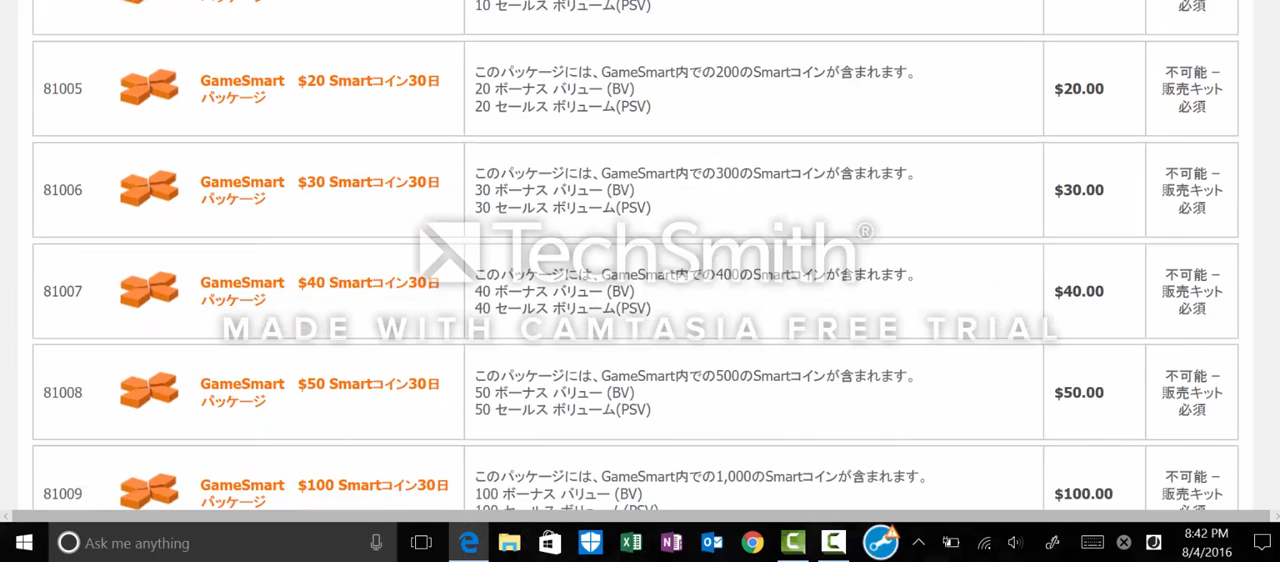 10 セールス ボリューム(PSV)
必須
81005
GameSmart $20 Smartコイン30日
パッケージ
このパッケージには、GameSmart内での200のSmartコインが含まれます。
20 ボーナス バリュー (BV)
20 セールス ボリューム(PSV)
$20.00
不可能 –
販売キット
必須
81006
GameSmart $30 Smartコイン30日
パッケージ
このパッケージには、GameSmart内での300のSmartコインが含まれます。
30 ボーナス バリュー (BV)
30 セールス ボリューム(PSV)
$30.00
不可能 –
販売キット
必須
TechSmith®
MADE WITH CAMTASIA FREE TRIAL
81007
GameSmart $40 Smartコイン30日
パッケージ
このパッケージには、GameSmart内での400のSmartコインが含まれます。
40 ボーナス バリュー (BV)
40 セールス ボリューム(PSV)
$40.00
不可能 –
販売キット
必須
81008
GameSmart $50 Smartコイン30日
パッケージ
このパッケージには、GameSmart内での500のSmartコインが含まれます。
50 ボーナス バリュー (BV)
50 セールス ボリューム(PSV)
$50.00
不可能 –
販売キット
必須
81009
GameSmart $100 Smartコイン30日
パッケージ
このパッケージには、GameSmart内での1,000のSmartコインが含まれます。
100 ボーナス バリュー (BV)
$100.00
不可能 –
販売キット
Ask me anything
8:42 PM
8/4/2016